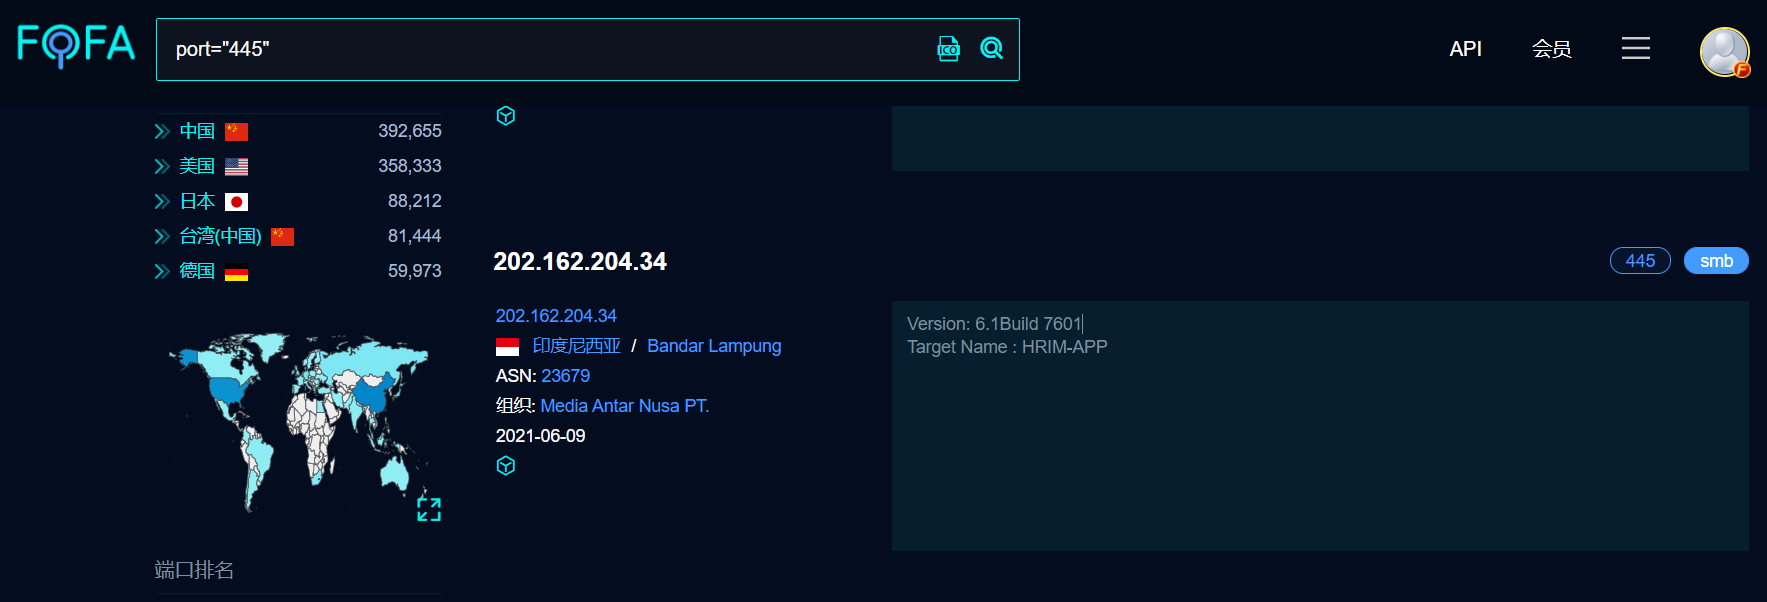 FOFA
port="445"
ICO
API
会员
F
中国 392,655
美国 358,333
日本 88,212
台湾(中国) 81,444
德国 59,973
端口排名
202.162.204.34
445 smb
202.162.204.34
印度尼西亚 / Bandar Lampung
ASN: 23679
组织: Media Antar Nusa PT.
2021-06-09
Version: 6.1Build 7601
Target Name : HRIM-APP